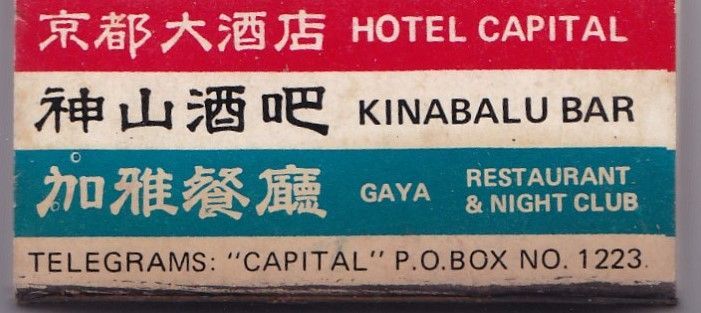 京都大酒店 HOTEL CAPITAL
神山酒吧 KINABALU BAR
加雅餐廳 GAYA RESTAURANT & NIGHT CLUB
TELEGRAMS: "CAPITAL" P.O.BOX NO. 1223.